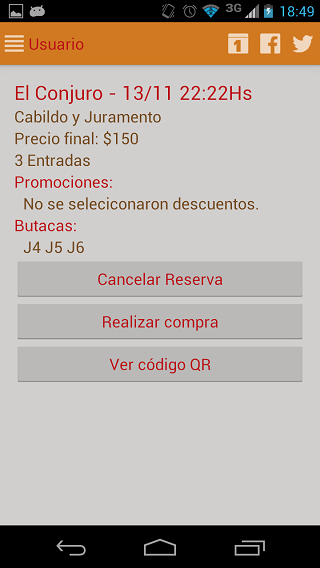 3G 18:49
Usuario 1
El Conjuro - 13/11 22:22Hs
Cabildo y Juramento
Precio final: $150
3 Entradas
Promociones:
No se seleciconaron descuentos.
Butacas:
J4 J5 J6
Cancelar Reserva
Realizar compra
Ver código QR